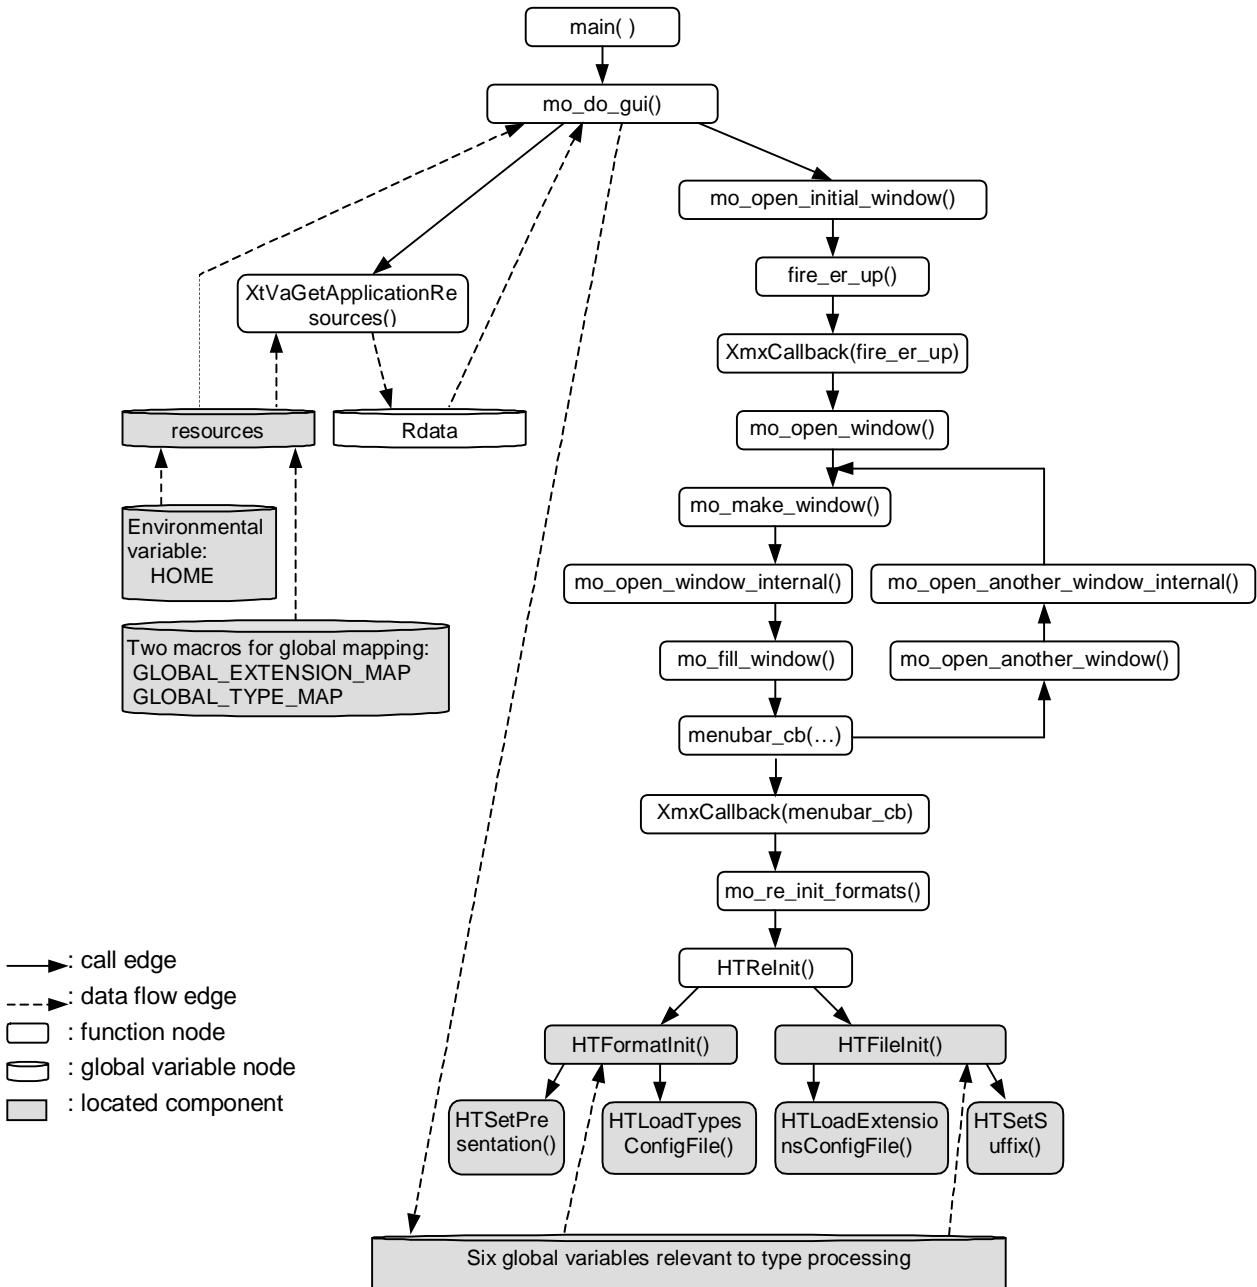 main( )
mo_do_gui()
mo_open_initial_window()
fire_er_up()
XtVaGetApplicationRe
sources()
XmxCallback(fire_er_up)
resources
Rdata
mo_open_window()
mo_make_window()
Environmental
variable:
HOME
mo_open_window_internal()
mo_open_another_window_internal()
Two macros for global mapping:
GLOBAL_EXTENSION_MAP
GLOBAL_TYPE_MAP
mo_fill_window()
mo_open_another_window()
menubar_cb(…)
XmxCallback(menubar_cb)
mo_re_init_formats()
HTReInit()
: call edge
: data flow edge
: function node
: global variable node
: located component
HTFormatInit()
HTFileInit()
HTSetPre
sentation()
HTLoadTypes
ConfigFile()
HTLoadExtensio
nsConfigFile()
HTSetS
uffix()
Six global variables relevant to type processing